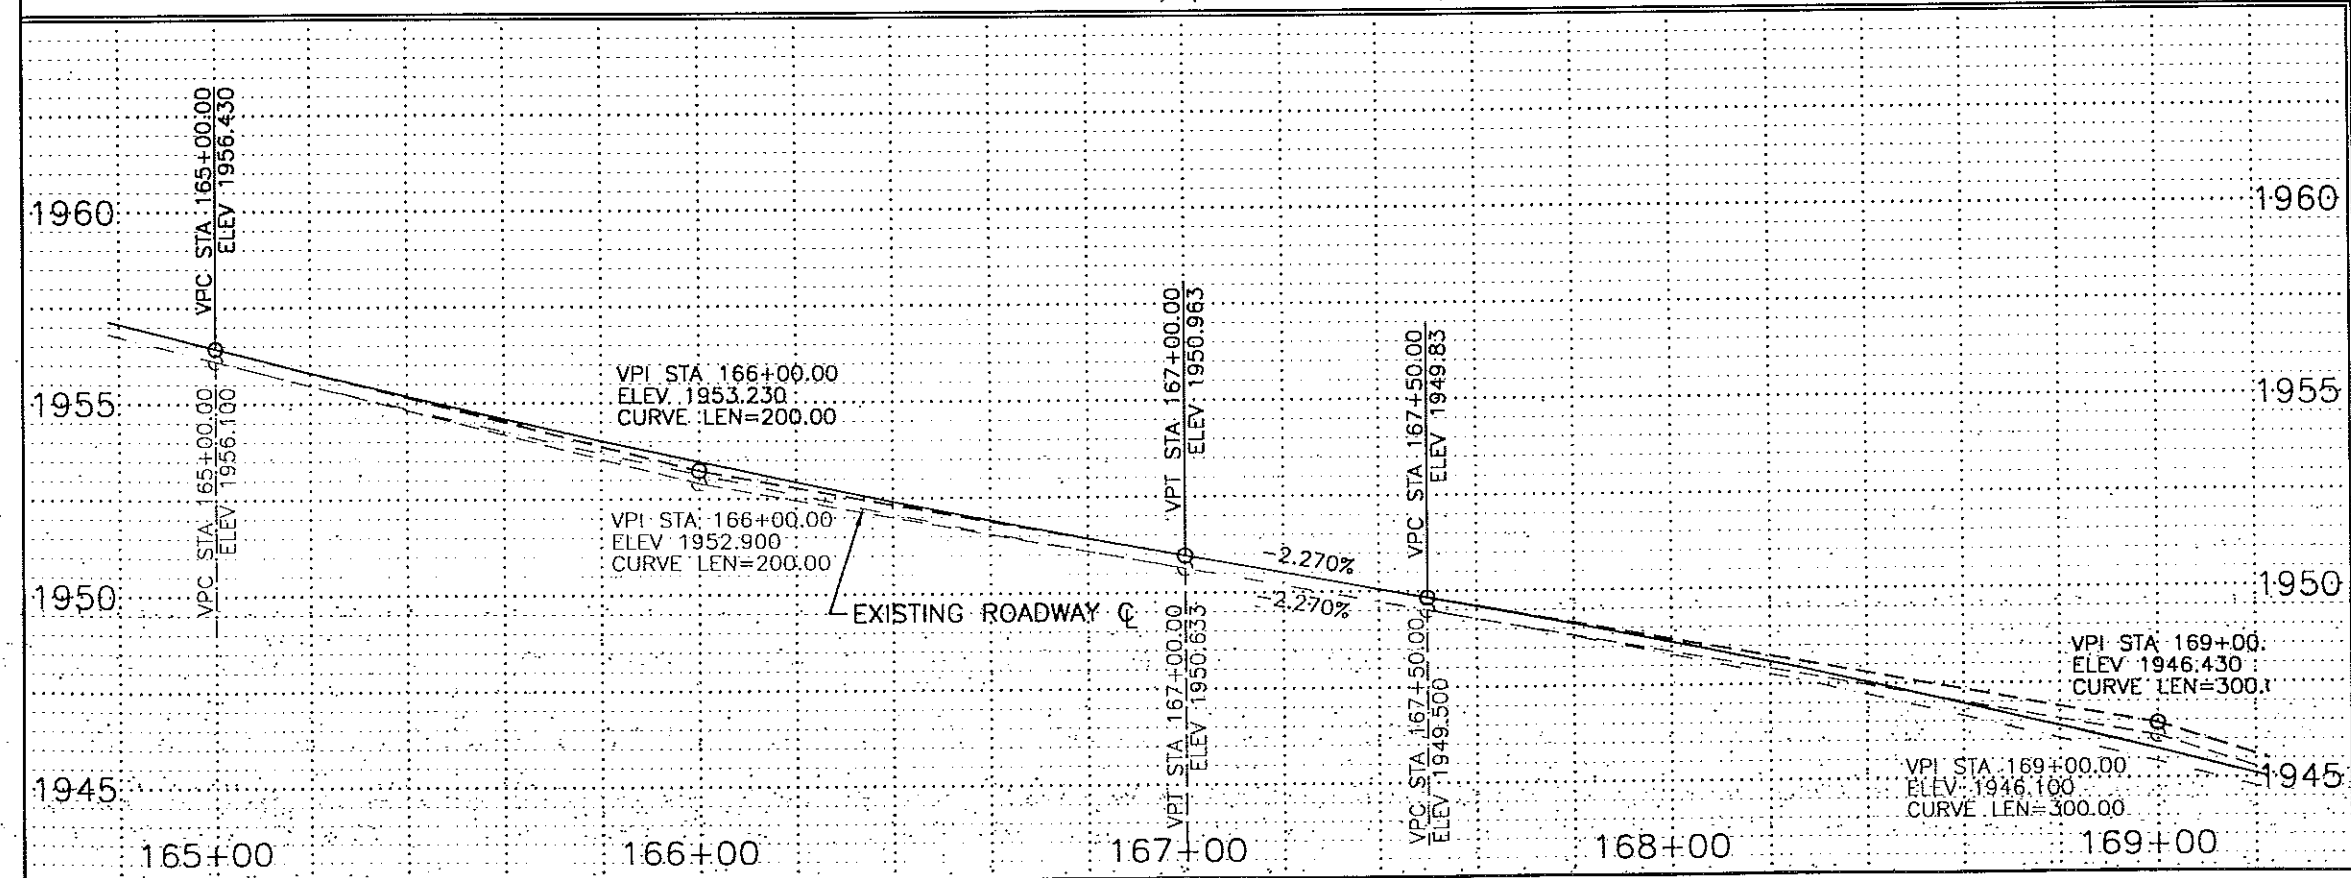 VPC STA 165+00.00
ELEV 1956.430
1960
1960
VPT STA 167+00.00
ELEV 1950.963
VPC STA 167+50.00
ELEV 1949.83
VPI STA 166+00.00
ELEV 1953.230
CURVE LEN=200.00
1955
1955
VPC STA 165+00.00
ELEV 1956.100
VPI STA 166+00.00
ELEV 1952.900
CURVE LEN=200.00
-2.270%
-2.270%
1950
1950
EXISTING ROADWAY ℄
VPT STA 167+00.00
ELEV 1950.633
VPC STA 167+50.00
ELEV 1949.500
VPI STA 169+00.
ELEV 1946.430
CURVE LEN=300.
VPI STA 169+00.00
ELEV 1946.100
CURVE LEN=300.00
1945
1945
165+00
166+00
167+00
168+00
169+00